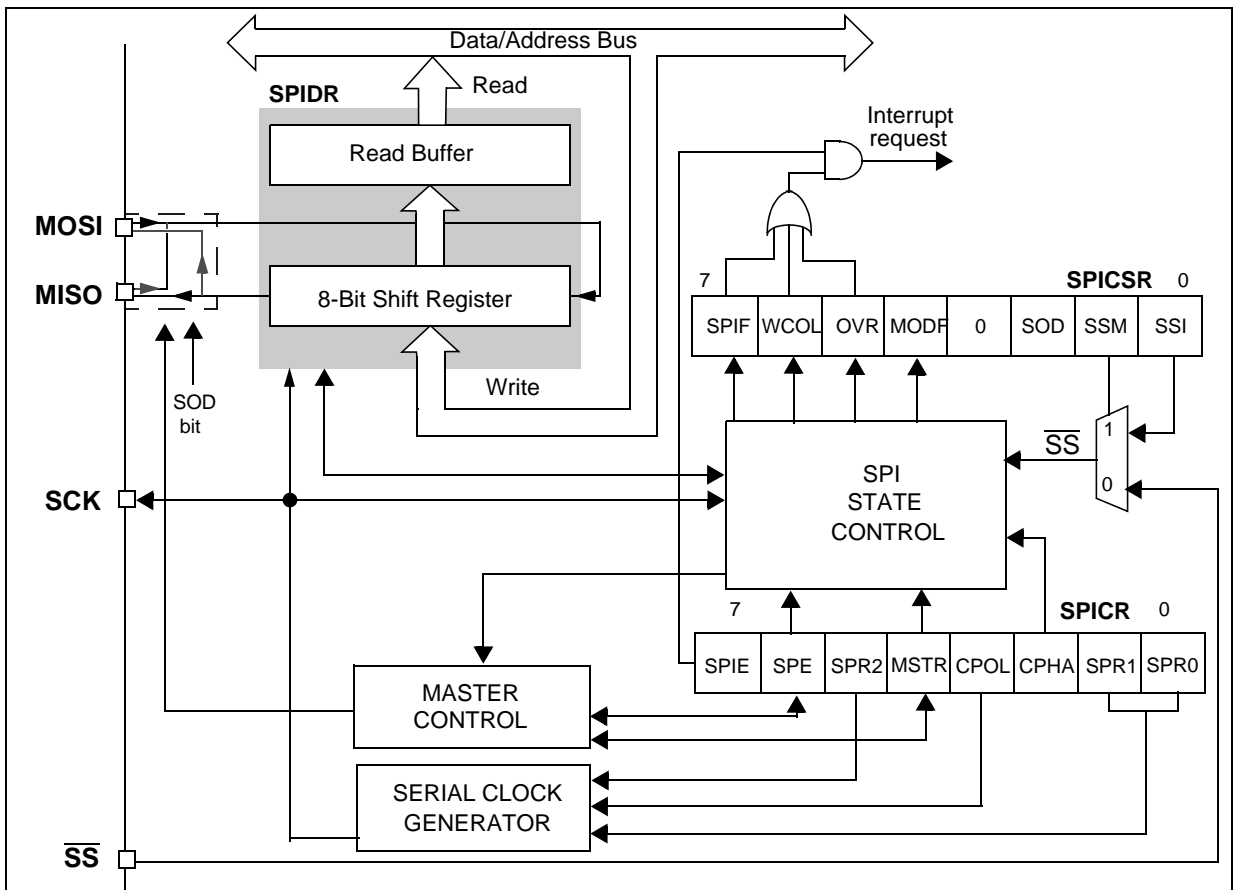 Data/Address Bus
SPIDR
Read
Read Buffer
Interrupt
request
MOSI
MISO
8-Bit Shift Register
7
SPICSR
0
SPIF
WCOL
OVR
MODF
0
SOD
SSM
SSI
Write
SOD
bit
1
SS
0
SCK
SPI
STATE
CONTROL
7
SPICR
0
SPIE
SPE
SPR2
MSTR
CPOL
CPHA
SPR1
SPR0
MASTER
CONTROL
SERIAL CLOCK
GENERATOR
SS